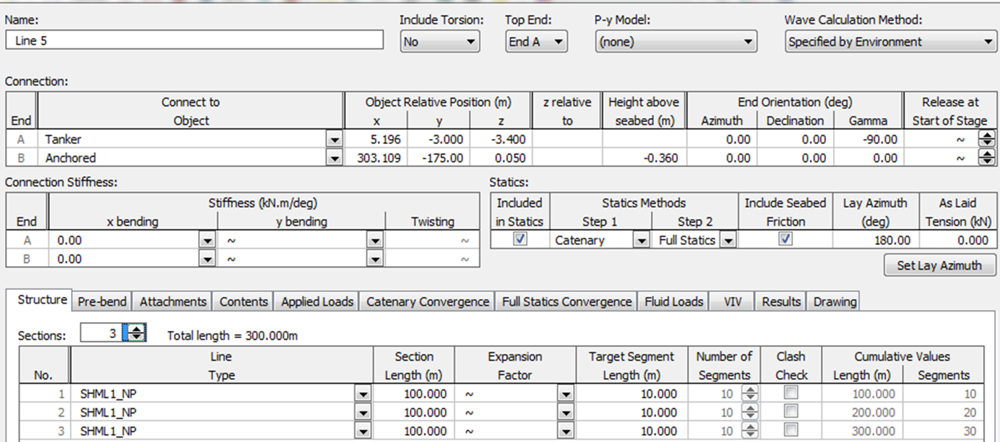 Name: Include Torsion: Top End: P-y Model: Wave Calculation Method:
Line 5 No End A (none) Specified by Environment
Connection:
Connect to Object Relative Position (m) z relative Height above End Orientation (deg) Release at
End Object x y z to seabed (m) Azimuth Declination Gamma Start of Stage
A Tanker 5.196 -3.000 -3.400 0.00 0.00 -90.00 ~
B Anchored 303.109 -175.00 0.050 -0.360 0.00 0.00 0.00 ~
Connection Stiffness: Statics:
Stiffness (kN.m/deg) Included Statics Methods Include Seabed Lay Azimuth As Laid
End x bending y bending Twisting in Statics Step 1 Step 2 Friction (deg) Tension (kN)
A 0.00 ~ ~ Catenary Full Statics 180.00 0.000
B 0.00 ~ ~
Set Lay Azimuth
Structure Pre-bend Attachments Contents Applied Loads Catenary Convergence Full Statics Convergence Fluid Loads VIV Results Drawing
Sections: 3 Total length = 300.000m
Line Section Expansion Target Segment Number of Clash Cumulative Values
No. Type Length (m) Factor Length (m) Segments Check Length (m) Segments
1 SHML1_NP 100.000 ~ 10.000 10 100.000 10
2 SHML1_NP 100.000 ~ 10.000 10 200.000 20
3 SHML1_NP 100.000 ~ 10.000 10 300.000 30